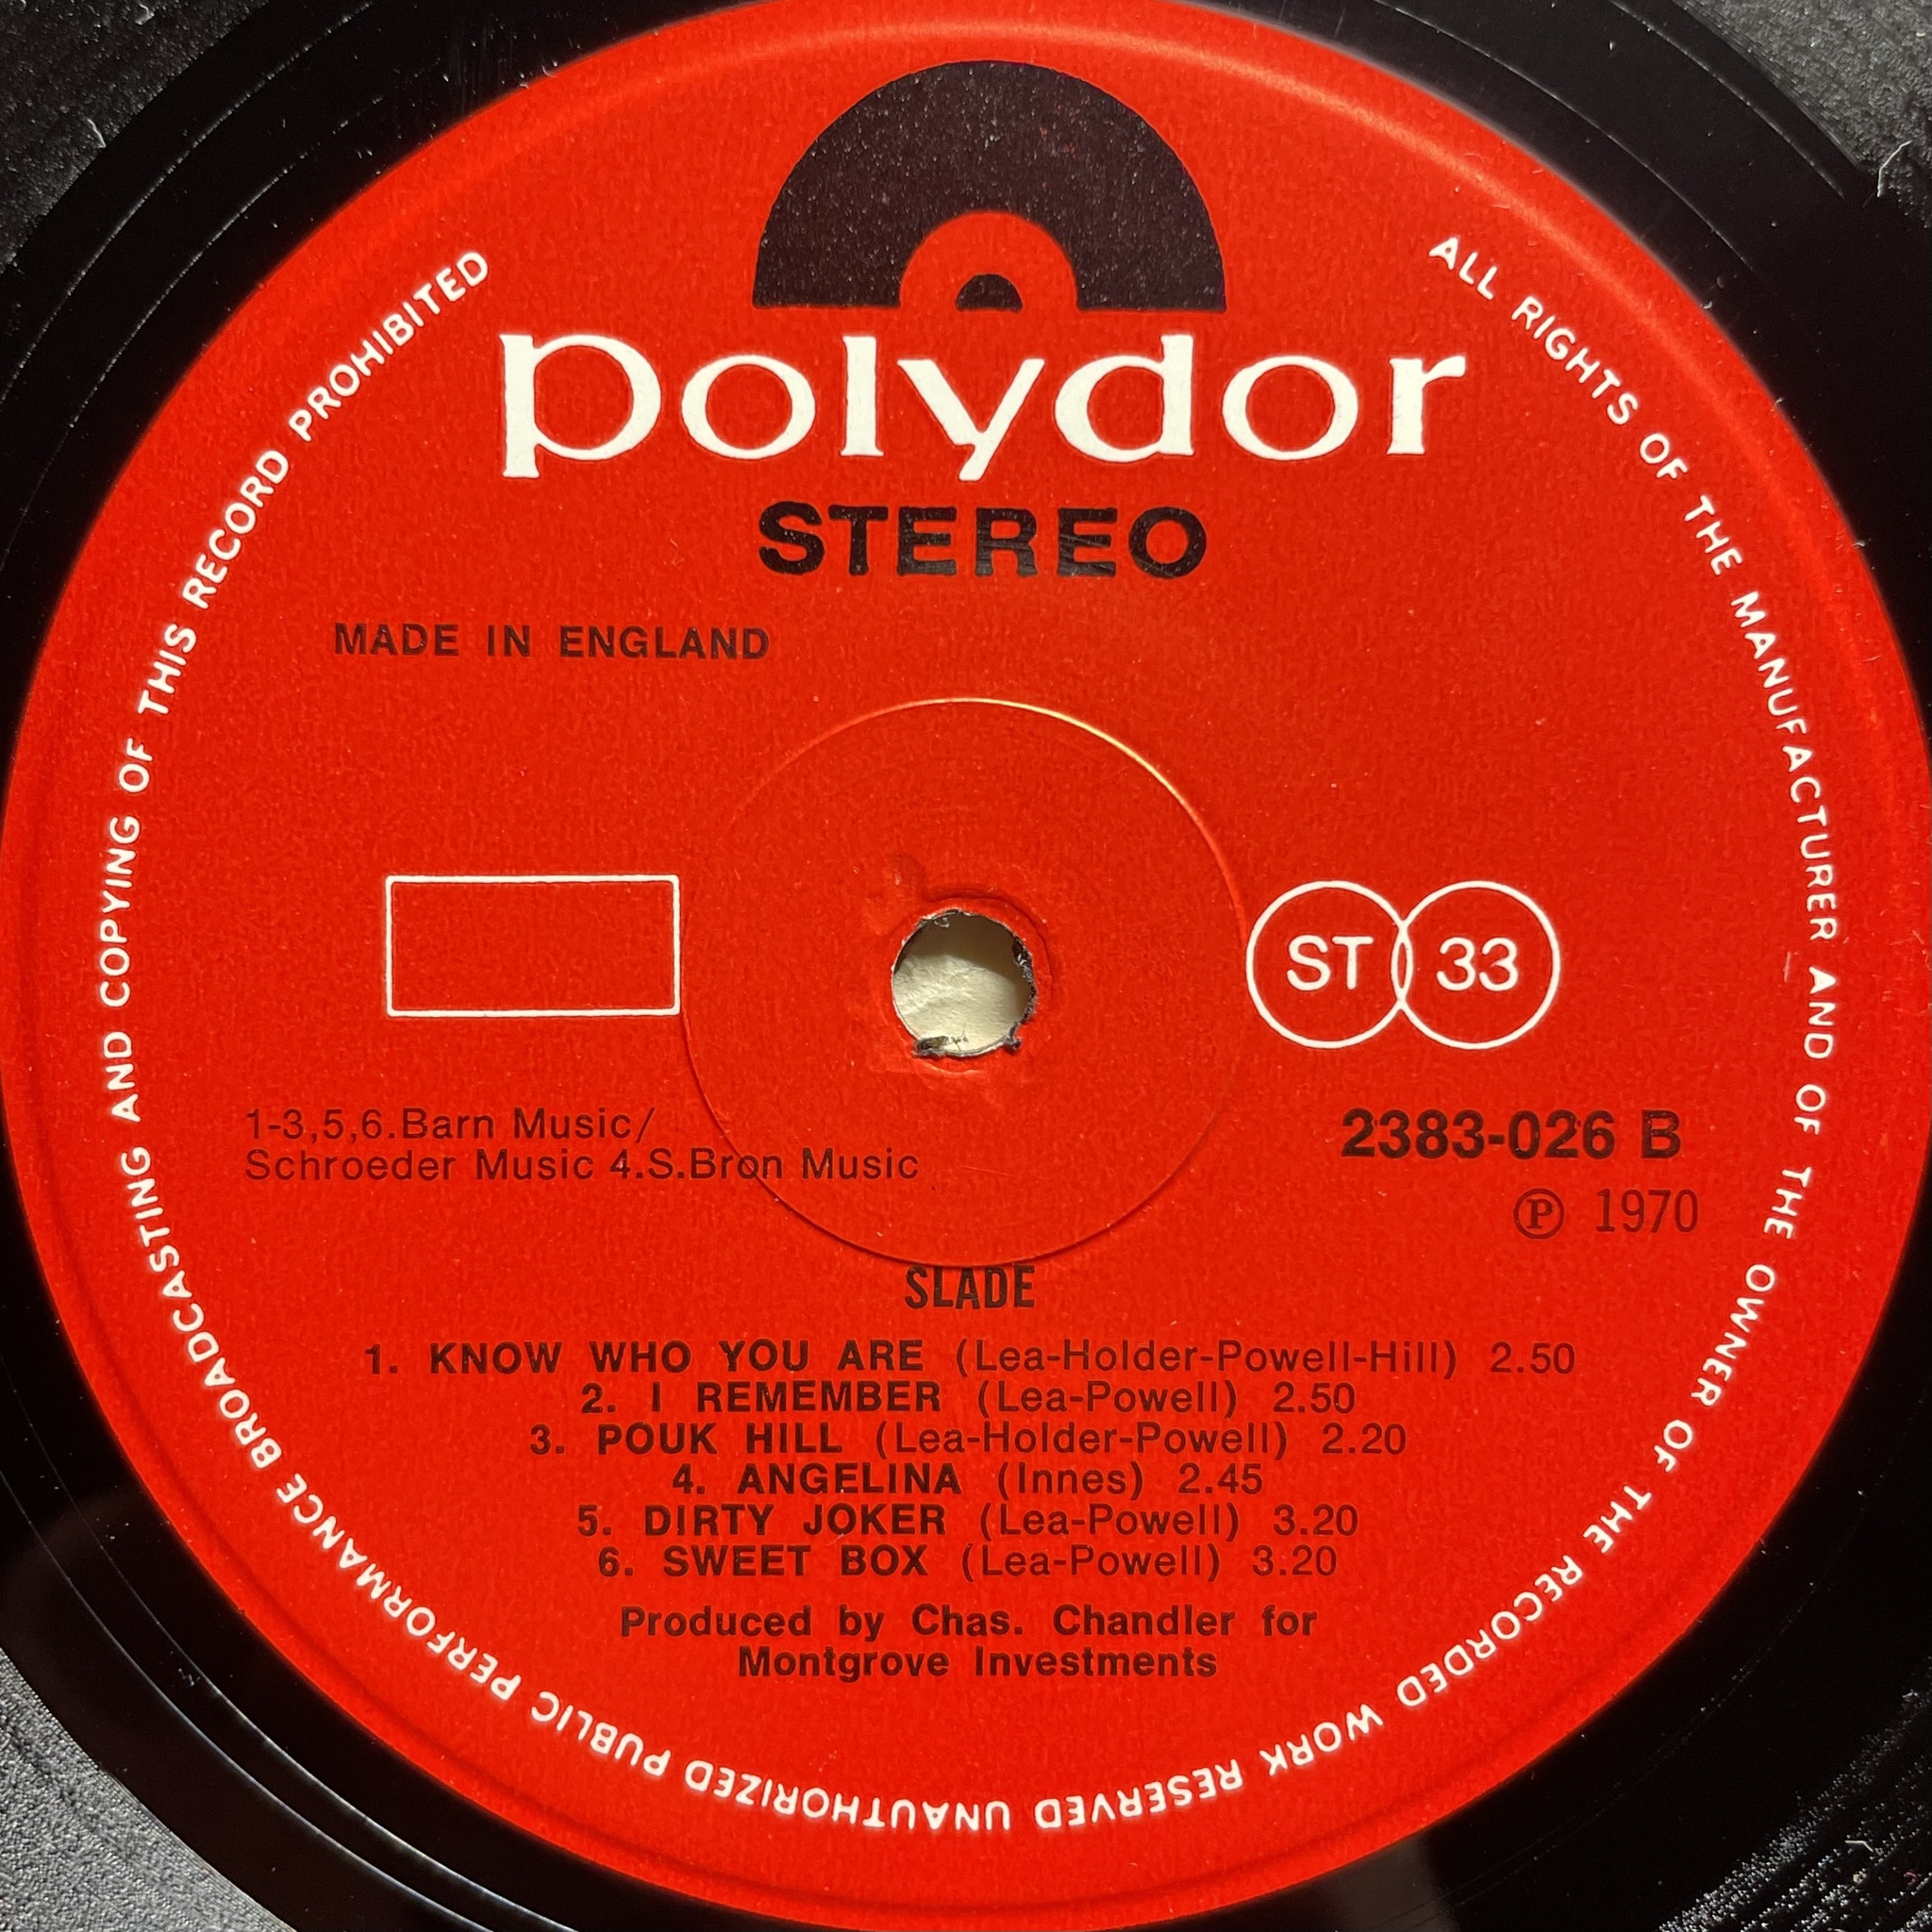 polydor
STEREO
MADE IN ENGLAND
ST 33
1-3,5,6.Barn Music/
Schroeder Music 4.S.Bron Music
2383-026 B
Ⓟ 1970
SLADE
1. KNOW WHO YOU ARE (Lea-Holder-Powell-Hill) 2.50
2. I REMEMBER (Lea-Powell) 2.50
3. POUK HILL (Lea-Holder-Powell) 2.20
4. ANGELINA (Innes) 2.45
5. DIRTY JOKER (Lea-Powell) 3.20
6. SWEET BOX (Lea-Powell) 3.20
Produced by Chas. Chandler for
Montgrove Investments
ALL RIGHTS OF THE MANUFACTURER AND OF THE OWNER OF THE RECORDED WORK RESERVED UNAUTHORIZED PUBLIC PERFORMANCE BROADCASTING AND COPYING OF THIS RECORD PROHIBITED